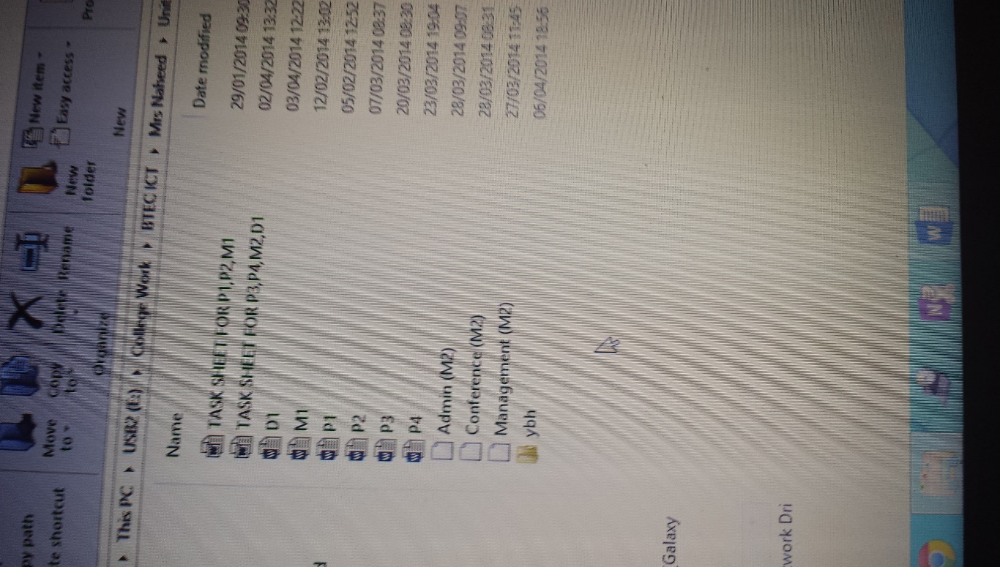 py path
te shortcut
Move to
Copy to
Delete
Rename
New folder
New item
Easy access
Pro
Organize
New
This PC
USB2 (E:)
College Work
BTEC ICT
Mrs Naheed
Unit
Name
Date modified
TASK SHEET FOR P1,P2,M1 29/01/2014 09:30
TASK SHEET FOR P3,P4,M2,D1 02/04/2014 13:32
D1 03/04/2014 12:22
M1 12/02/2014 13:02
P1 05/02/2014 12:52
P2 07/03/2014 08:37
P3 20/03/2014 08:30
P4 23/03/2014 19:04
Admin (M2) 28/03/2014 09:07
Conference (M2) 28/03/2014 08:31
Management (M2) 27/03/2014 11:45
ybh 06/04/2014 18:56
d
Galaxy
work Dri